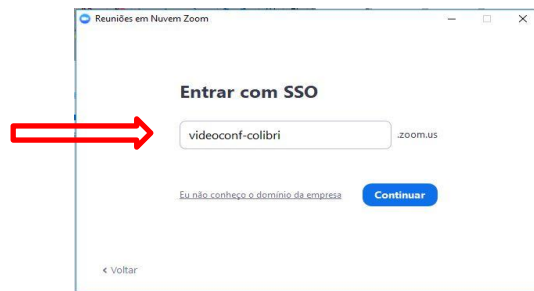 Reuniões em Nuvem Zoom
Entrar com SSO
videoconf-colibri .zoom.us
Eu não conheço o domínio da empresa Continuar
Voltar